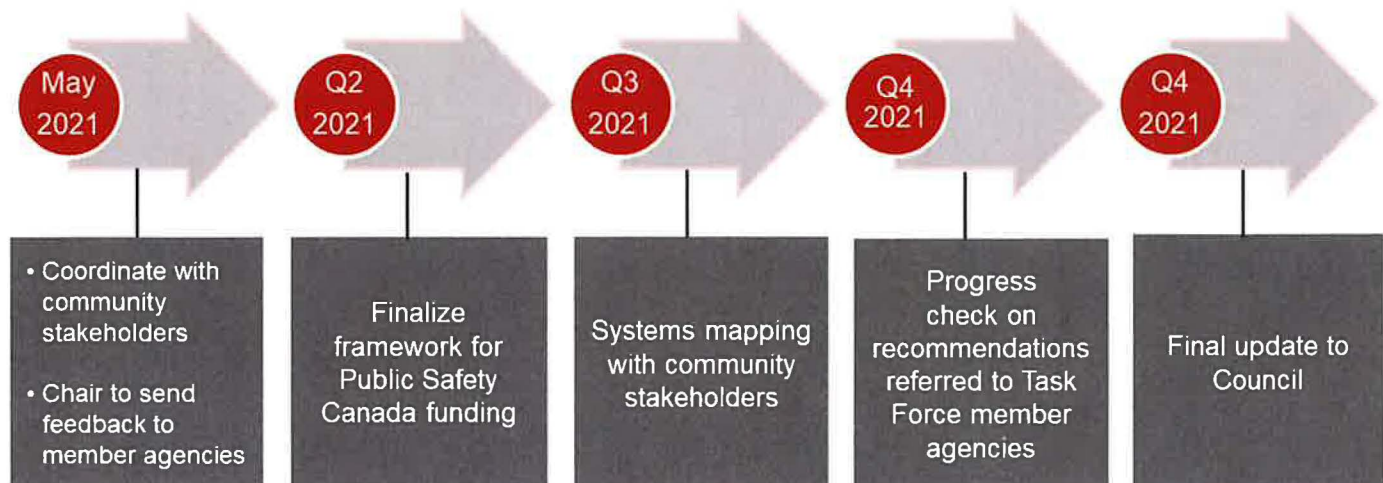 May
2021
Q2
2021
Q3
2021
Q4
2021
Q4
2021
• Coordinate with
community
stakeholders
• Chair to send
feedback to
member agencies
Finalize
framework for
Public Safety
Canada funding
Systems mapping
with community
stakeholders
Progress
check on
recommendations
referred to Task
Force member
agencies
Final update to
Council